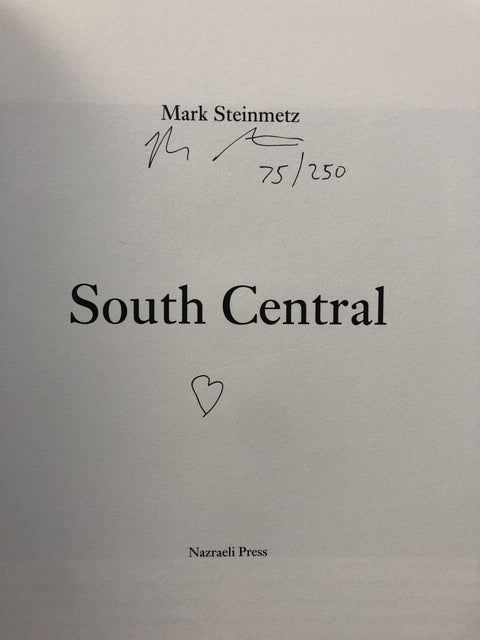 Mark Steinmetz
75/250
South Central
Nazraeli Press